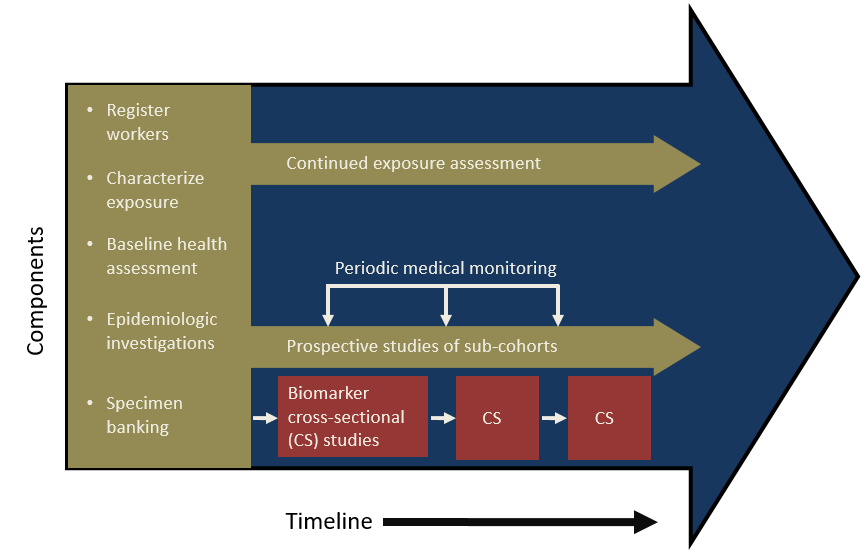 Components
• Register
workers
• Characterize
exposure
• Baseline health
assessment
• Epidemiologic
investigations
• Specimen
banking
Continued exposure assessment
Periodic medical monitoring
Prospective studies of sub-cohorts
Biomarker
cross-sectional
(CS) studies
CS
CS
Timeline